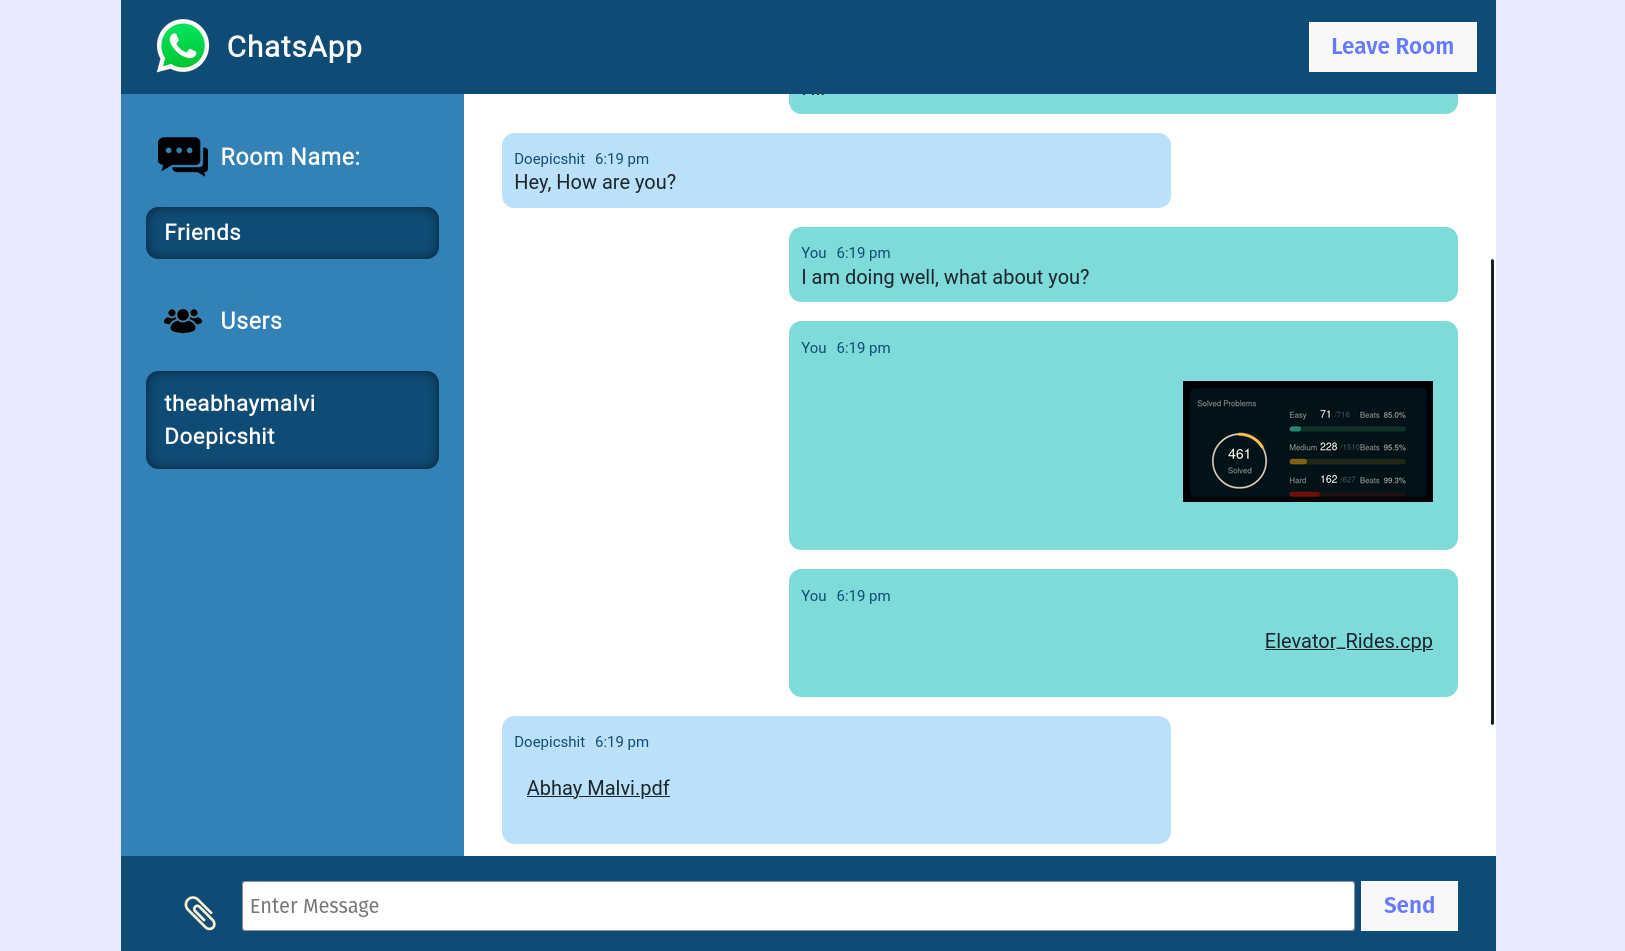 ChatsApp
Leave Room
Room Name:
Friends
Users
theabhaymalvi
Doepicshit
Doepicshit 6:19 pm
Hey, How are you?
You 6:19 pm
I am doing well, what about you?
You 6:19 pm
Solved Problems
461
Solved
Easy 71 /716 Beats 85.0%
Medium 228 /1510 Beats 95.5%
Hard 162 /627 Beats 99.3%
You 6:19 pm
Elevator_Rides.cpp
Doepicshit 6:19 pm
Abhay Malvi.pdf
Enter Message
Send